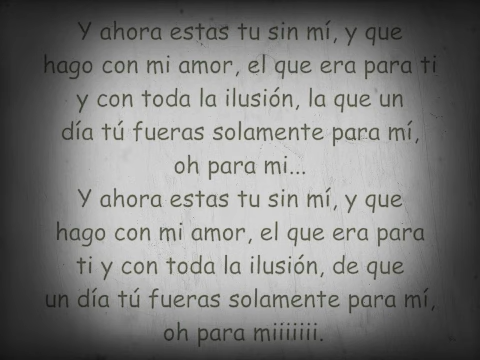 Y ahora estas tu sin mí, y que
hago con mi amor, el que era para ti
y con toda la ilusión, la que un
día tú fueras solamente para mí,
oh para mi...
Y ahora estas tu sin mí, y que
hago con mi amor, el que era para
ti y con toda la ilusión, de que
un día tú fueras solamente para mí,
oh para miiiiiii.